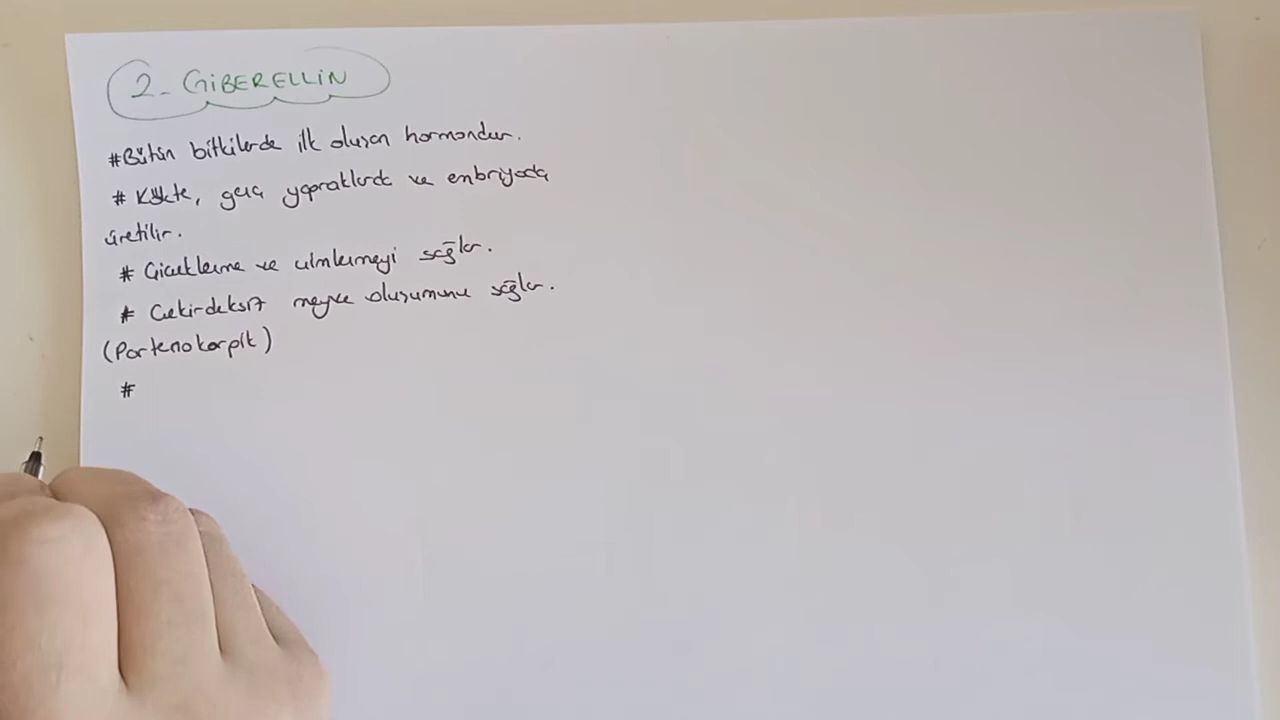 2- GİBERELLİN
#Bütün bitkilerde ilk oluşan hormondur.
# Kökte, genç yapraklarda ve enbriyoda
üretilir.
# Çiçeklenme ve çimlenmeyi sağlar.
# Çekirdeksiz meyve oluşumunu sağlar.
(Partenokarpik)
#